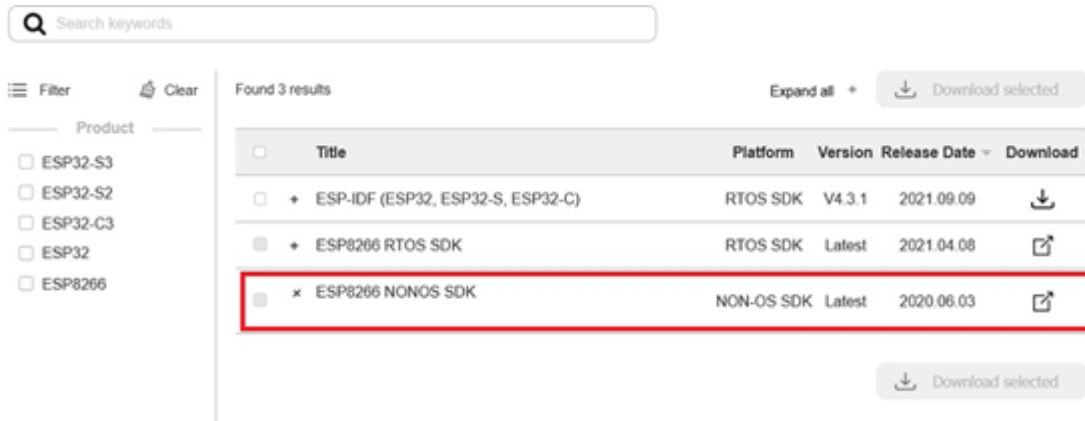 Search keywords
Filter Clear
Product
ESP32-S3
ESP32-S2
ESP32-C3
ESP32
ESP8266
Found 3 results Expand all + Download selected
Title Platform Version Release Date Download
+ ESP-IDF (ESP32, ESP32-S, ESP32-C) RTOS SDK V4.3.1 2021.09.09
+ ESP8266 RTOS SDK RTOS SDK Latest 2021.04.08
× ESP8266 NONOS SDK NON-OS SDK Latest 2020.06.03
Download selected